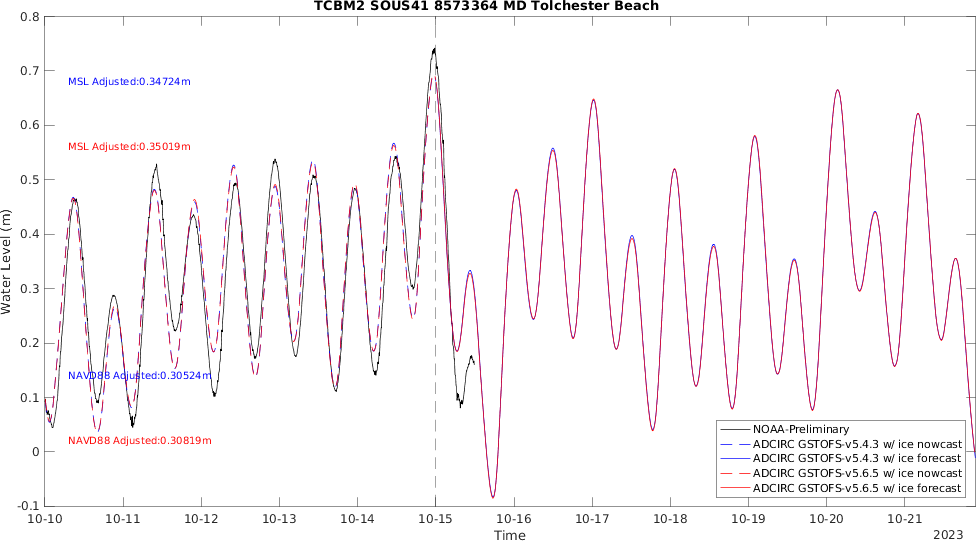 TCBM2 SOUS41 8573364 MD Tolchester Beach
Water Level (m)
0.8
0.7
0.6
0.5
0.4
0.3
0.2
0.1
0
-0.1
MSL Adjusted:0.34724m
MSL Adjusted:0.35019m
NAVD88 Adjusted:0.30524m
NAVD88 Adjusted:0.30819m
NOAA-Preliminary
ADCIRC GSTOFS-v5.4.3 w/ ice nowcast
ADCIRC GSTOFS-v5.4.3 w/ ice forecast
ADCIRC GSTOFS-v5.6.5 w/ ice nowcast
ADCIRC GSTOFS-v5.6.5 w/ ice forecast
10-10 10-11 10-12 10-13 10-14 10-15 10-16 10-17 10-18 10-19 10-20 10-21
Time
2023